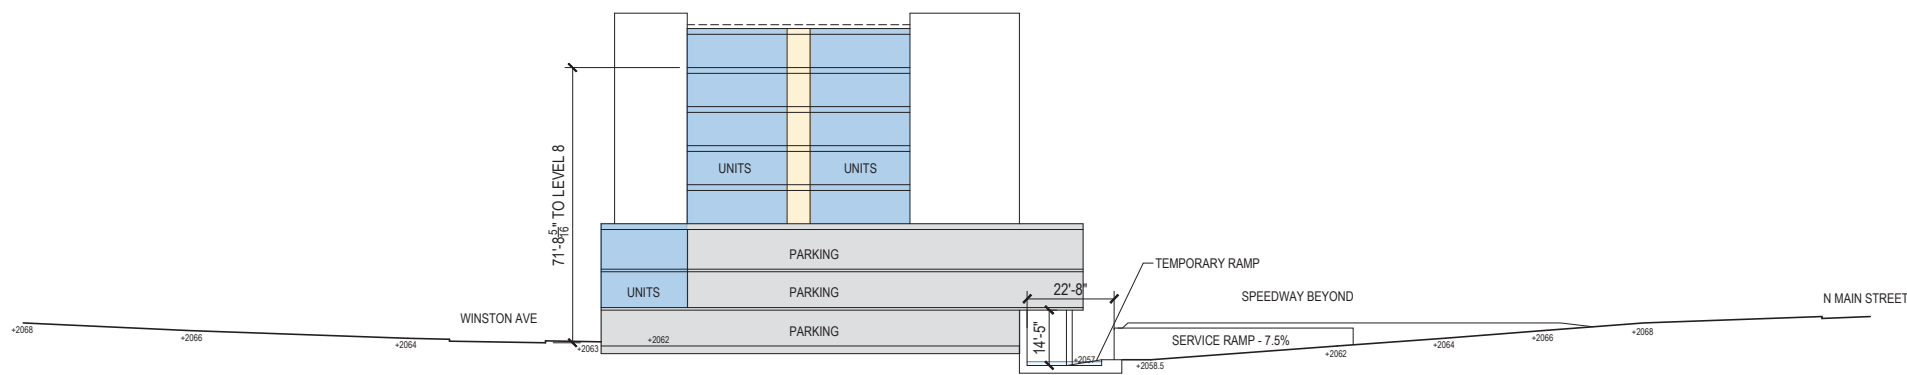 UNITS
UNITS
71'-8 5/16" TO LEVEL 8
PARKING
TEMPORARY RAMP
UNITS
PARKING
22'-8"
SPEEDWAY BEYOND
N MAIN STREET
WINSTON AVE
+2068
+2066
+2064
+2063
+2062
PARKING
14'-5"
+2057
+2058.5
SERVICE RAMP - 7.5%
+2062
+2064
+2066
+2068